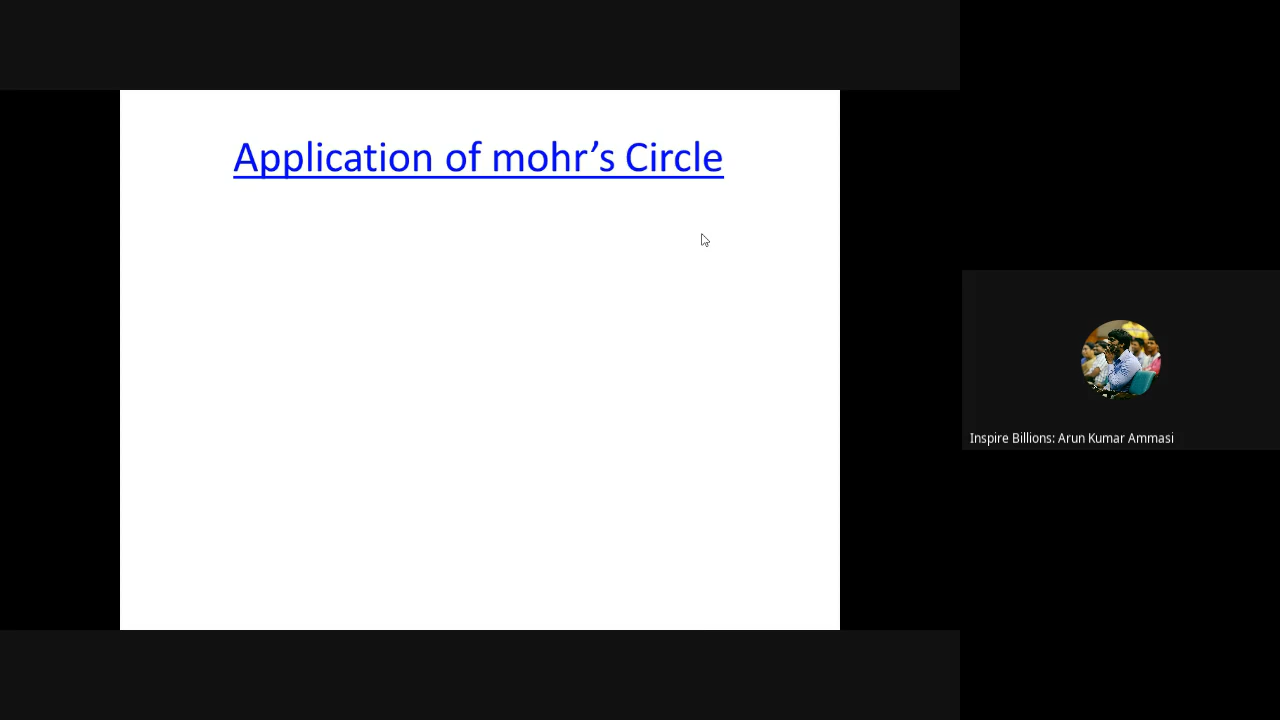 Application of mohr’s Circle
Inspire Billions: Arun Kumar Ammasi